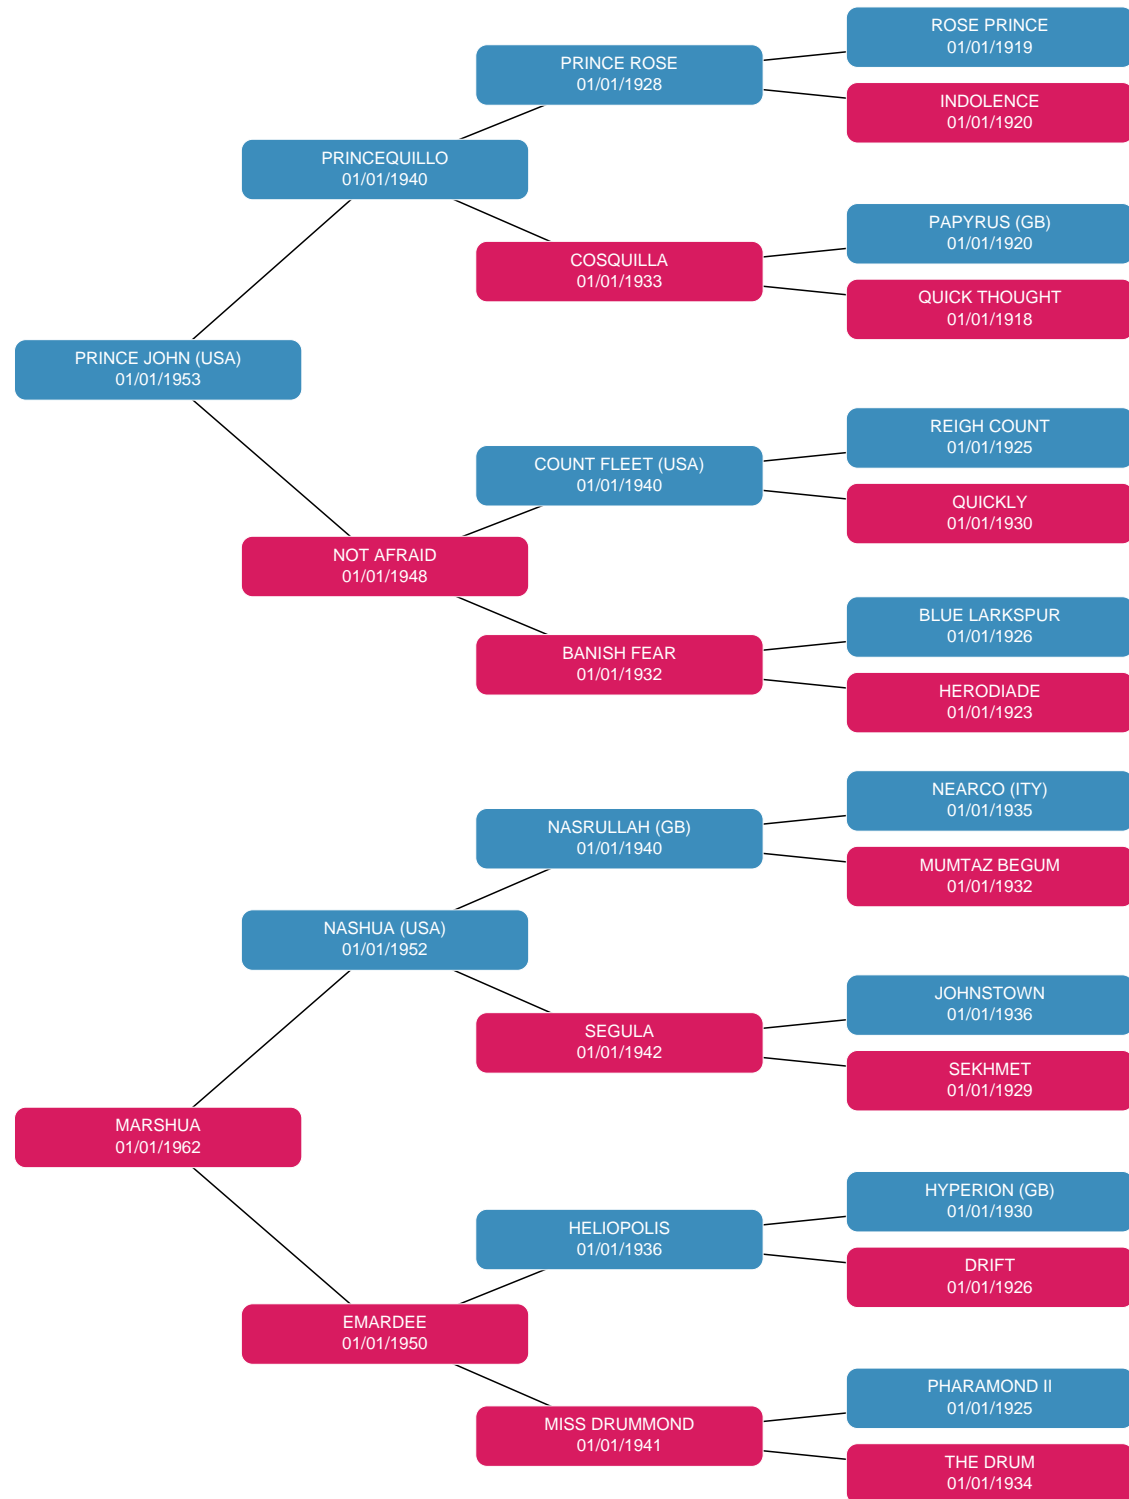 ROSE PRINCE
01/01/1919
PRINCE ROSE
01/01/1928
INDOLENCE
01/01/1920
PRINCEQUILLO
01/01/1940
PAPYRUS (GB)
01/01/1920
COSQUILLA
01/01/1933
QUICK THOUGHT
01/01/1918
PRINCE JOHN (USA)
01/01/1953
REIGH COUNT
01/01/1925
COUNT FLEET (USA)
01/01/1940
QUICKLY
01/01/1930
NOT AFRAID
01/01/1948
BLUE LARKSPUR
01/01/1926
BANISH FEAR
01/01/1932
HERODIADE
01/01/1923
NEARCO (ITY)
01/01/1935
NASRULLAH (GB)
01/01/1940
MUMTAZ BEGUM
01/01/1932
NASHUA (USA)
01/01/1952
JOHNSTOWN
01/01/1936
SEGULA
01/01/1942
SEKHMET
01/01/1929
MARSHUA
01/01/1962
HYPERION (GB)
01/01/1930
HELIOPOLIS
01/01/1936
DRIFT
01/01/1926
EMARDEE
01/01/1950
PHARAMOND II
01/01/1925
MISS DRUMMOND
01/01/1941
THE DRUM
01/01/1934